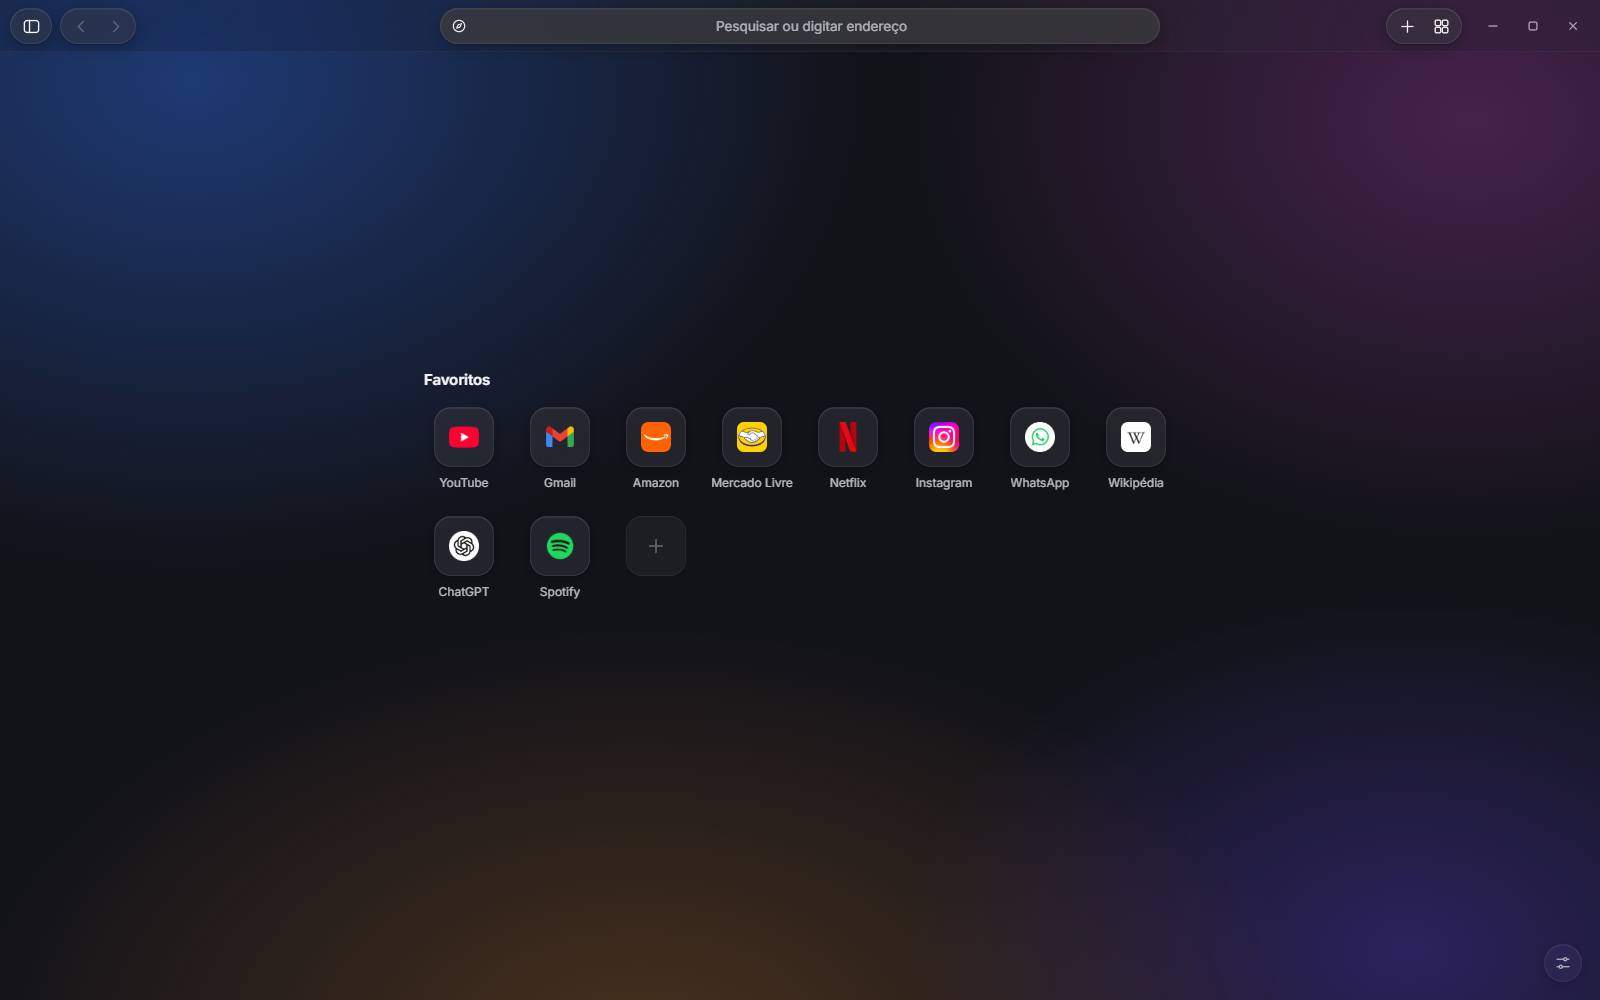 Pesquisar ou digitar endereço
Favoritos
YouTube
Gmail
Amazon
Mercado Livre
Netflix
Instagram
WhatsApp
Wikipédia
ChatGPT
Spotify